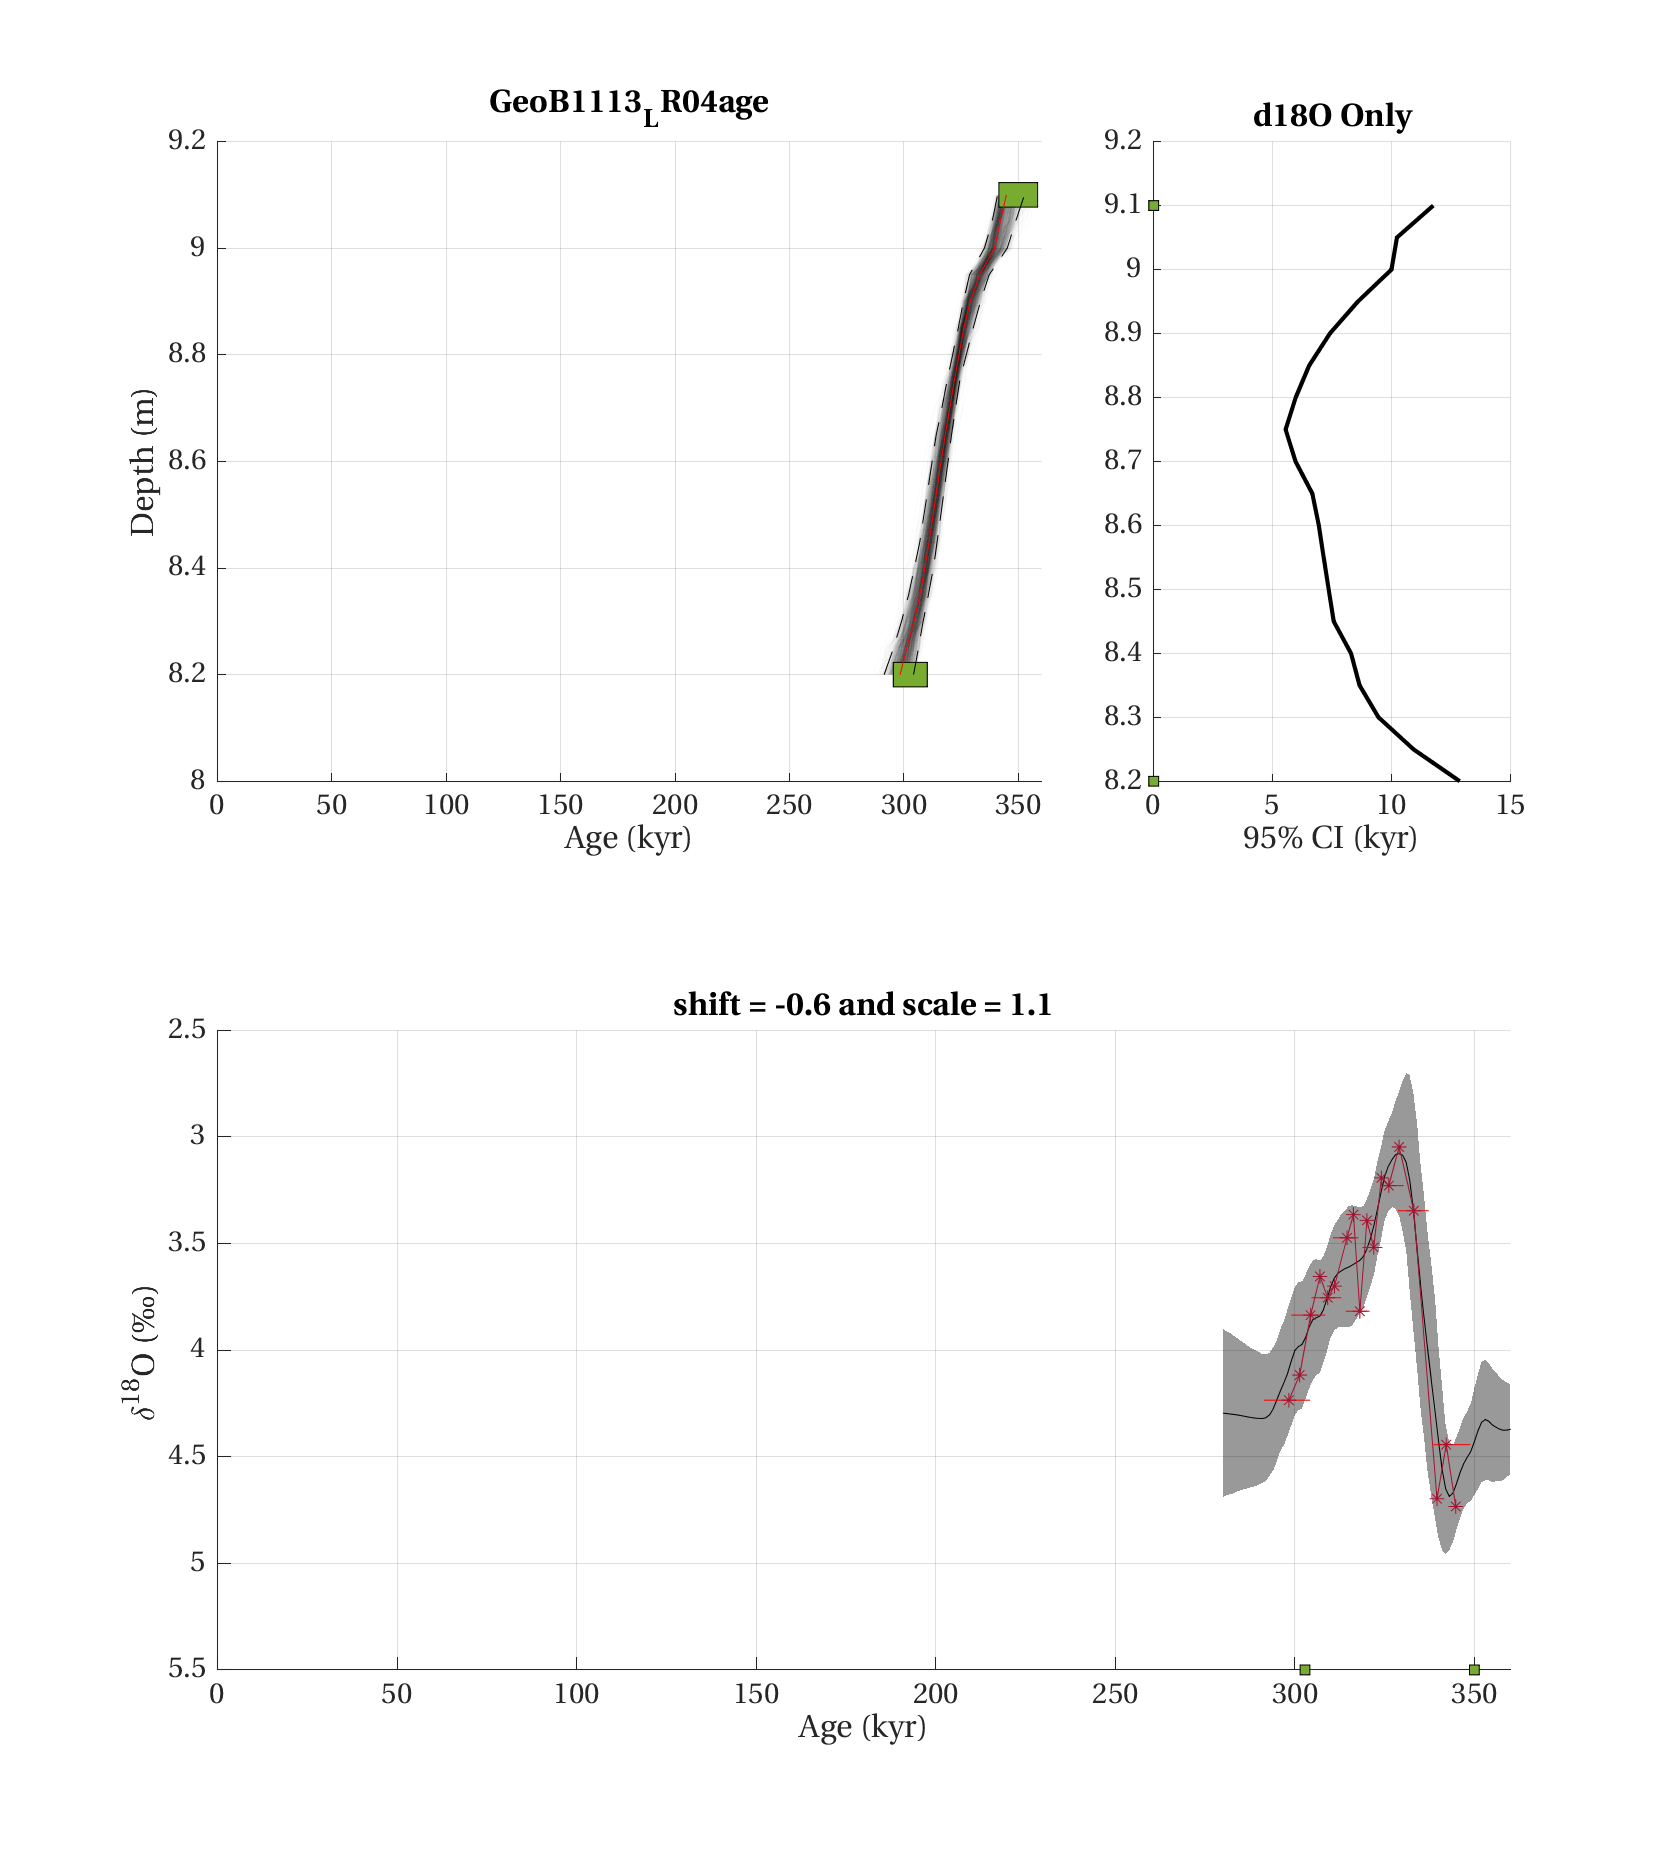 GeoB1113LR04age
9.2
9
8.8
8.6
8.4
8.2
8
Depth (m)
0 50 100 150 200 250 300 350
Age (kyr)
d18O Only
9.2
9.1
9
8.9
8.8
8.7
8.6
8.5
8.4
8.3
8.2
0 5 10 15
95% CI (kyr)
shift = -0.6 and scale = 1.1
2.5
3
3.5
4
4.5
5
5.5
δ18O (‰)
0 50 100 150 200 250 300 350
Age (kyr)